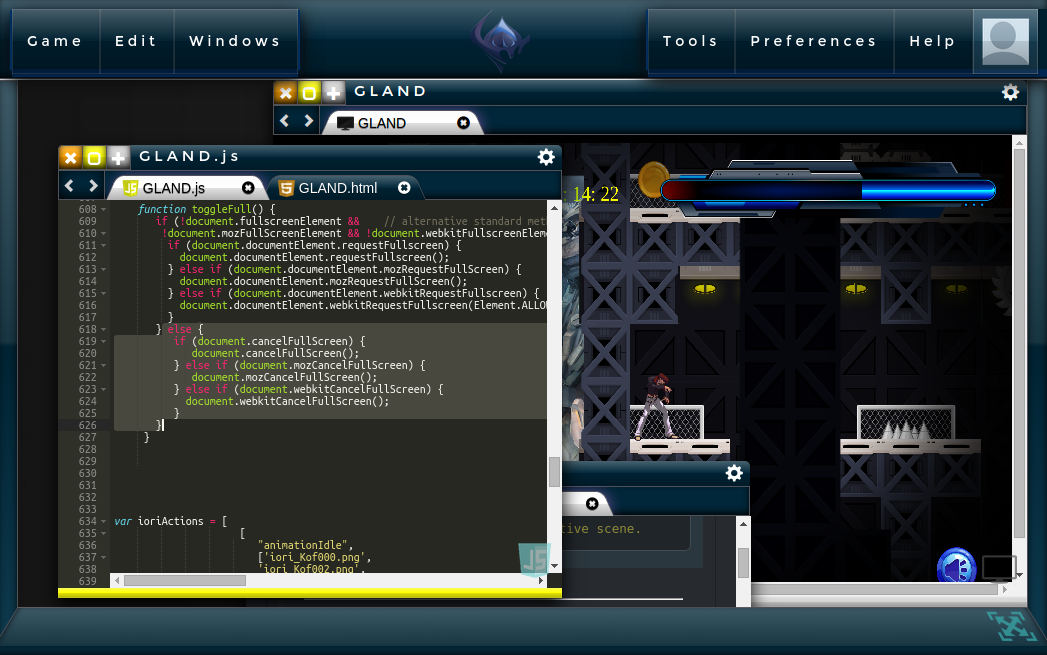 Game
Edit
Windows
Tools
Preferences
Help
GLAND
GLAND
: 14: 22
GLAND.js
GLAND.js
GLAND.html
608 function toggleFull() {
609 if (!document.fullscreenElement && // alternative standard met
610 !document.mozFullScreenElement && !document.webkitFullscreenElem
611 if (document.documentElement.requestFullscreen) {
612 document.documentElement.requestFullscreen();
613 } else if (document.documentElement.mozRequestFullScreen) {
614 document.documentElement.mozRequestFullScreen();
615 } else if (document.documentElement.webkitRequestFullscreen) {
616 document.documentElement.webkitRequestFullscreen(Element.ALLO
617 }
618 } else {
619 if (document.cancelFullScreen) {
620 document.cancelFullScreen();
621 } else if (document.mozCancelFullScreen) {
622 document.mozCancelFullScreen();
623 } else if (document.webkitCancelFullScreen) {
624 document.webkitCancelFullScreen();
625 }
626 }
627 }
628
629
630
631
632
633
634 var ioriActions = [
635 [
636 "animationIdle",
637 ['iori_Kof000.png',
638 'iori_Kof002.png',
639
JS
tive scene.